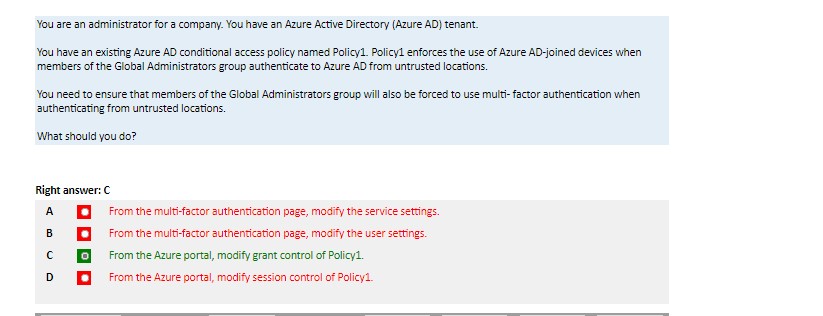 You are an administrator for a company. You have an Azure Active Directory (Azure AD) tenant.
You have an existing Azure AD conditional access policy named Policy1. Policy1 enforces the use of Azure AD-joined devices when
members of the Global Administrators group authenticate to Azure AD from untrusted locations.
You need to ensure that members of the Global Administrators group will also be forced to use multi- factor authentication when
authenticating from untrusted locations.
What should you do?
Right answer: C
A From the multi-factor authentication page, modify the service settings.
B From the multi-factor authentication page, modify the user settings.
C From the Azure portal, modify grant control of Policy1.
D From the Azure portal, modify session control of Policy1.